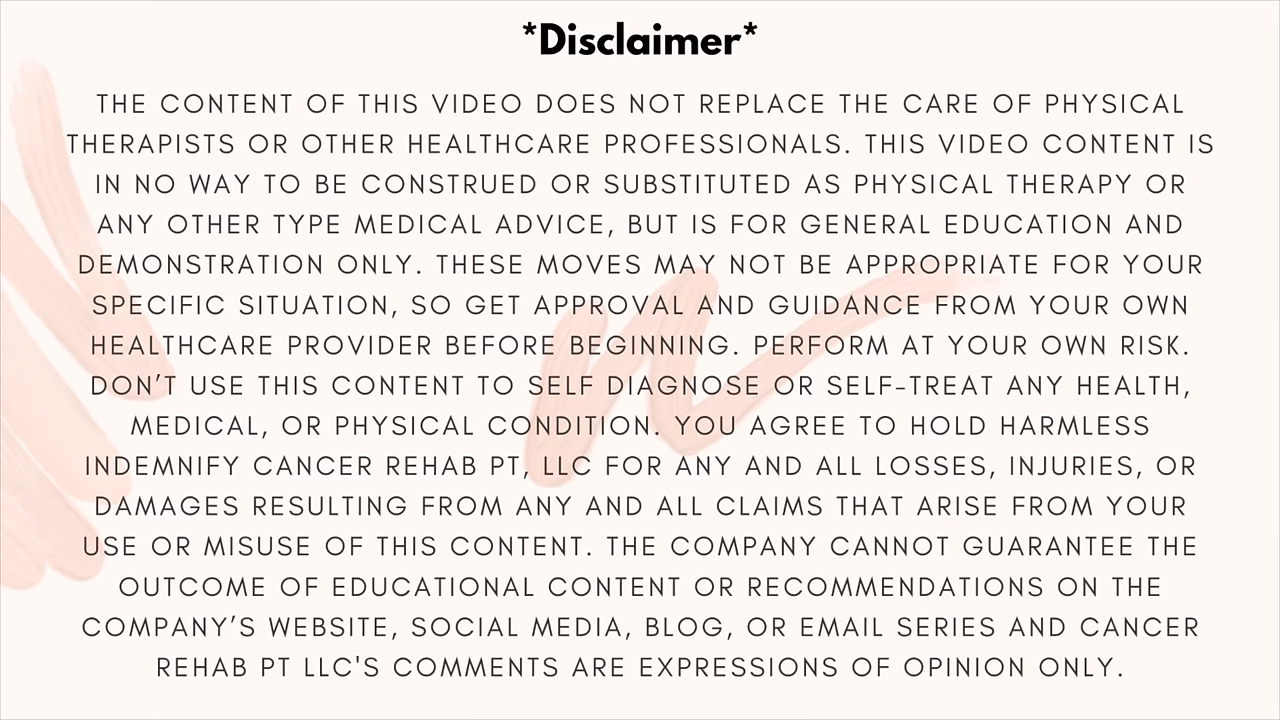 *Disclaimer*
THE CONTENT OF THIS VIDEO DOES NOT REPLACE THE CARE OF PHYSICAL
THERAPISTS OR OTHER HEALTHCARE PROFESSIONALS. THIS VIDEO CONTENT IS
IN NO WAY TO BE CONSTRUED OR SUBSTITUTED AS PHYSICAL THERAPY OR
ANY OTHER TYPE MEDICAL ADVICE, BUT IS FOR GENERAL EDUCATION AND
DEMONSTRATION ONLY. THESE MOVES MAY NOT BE APPROPRIATE FOR YOUR
SPECIFIC SITUATION, SO GET APPROVAL AND GUIDANCE FROM YOUR OWN
HEALTHCARE PROVIDER BEFORE BEGINNING. PERFORM AT YOUR OWN RISK.
DON’T USE THIS CONTENT TO SELF DIAGNOSE OR SELF-TREAT ANY HEALTH,
MEDICAL, OR PHYSICAL CONDITION. YOU AGREE TO HOLD HARMLESS
INDEMNIFY CANCER REHAB PT, LLC FOR ANY AND ALL LOSSES, INJURIES, OR
DAMAGES RESULTING FROM ANY AND ALL CLAIMS THAT ARISE FROM YOUR
USE OR MISUSE OF THIS CONTENT. THE COMPANY CANNOT GUARANTEE THE
OUTCOME OF EDUCATIONAL CONTENT OR RECOMMENDATIONS ON THE
COMPANY’S WEBSITE, SOCIAL MEDIA, BLOG, OR EMAIL SERIES AND CANCER
REHAB PT LLC'S COMMENTS ARE EXPRESSIONS OF OPINION ONLY.